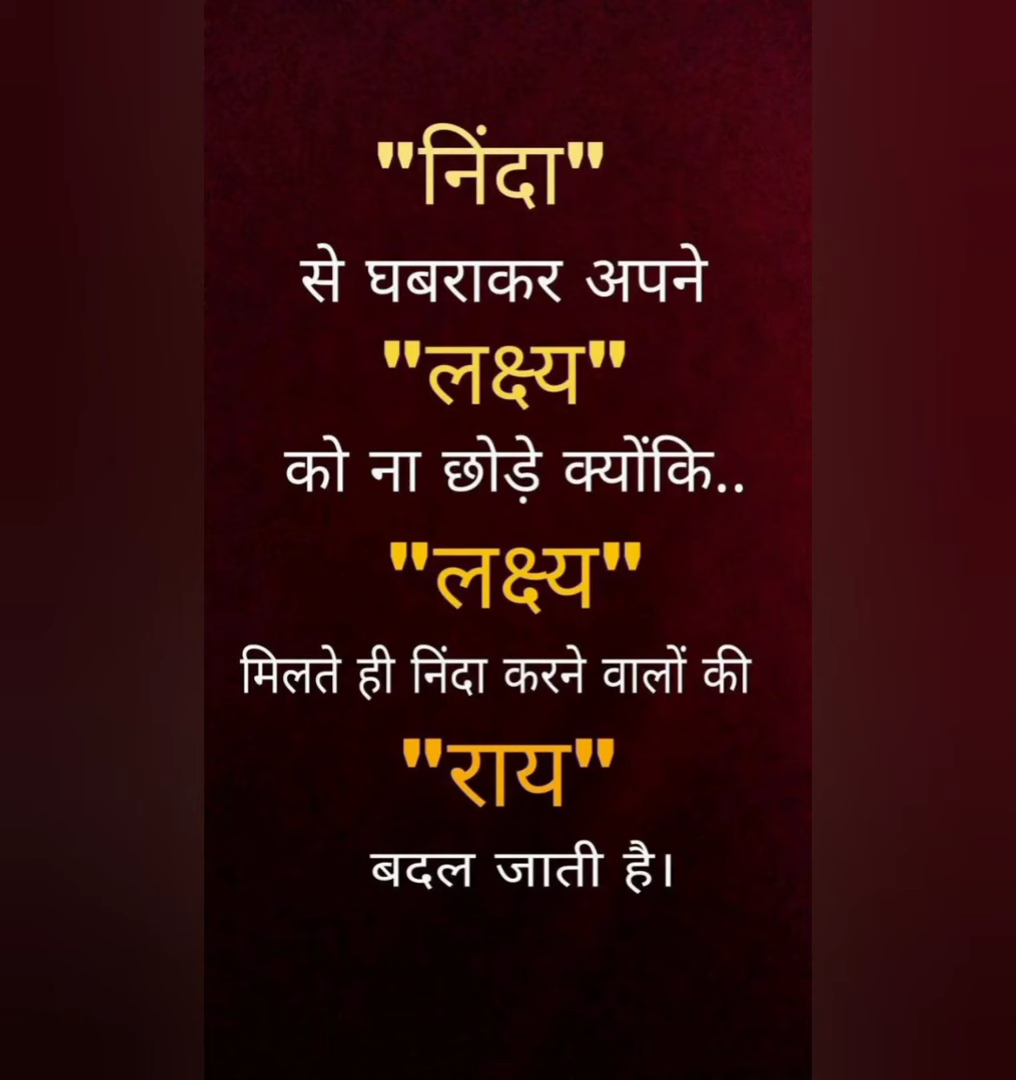 "निंदा"
से घबराकर अपने
"लक्ष्य"
को ना छोड़े क्योंकि..
"लक्ष्य"
मिलते ही निंदा करने वालों की
"राय"
बदल जाती है।